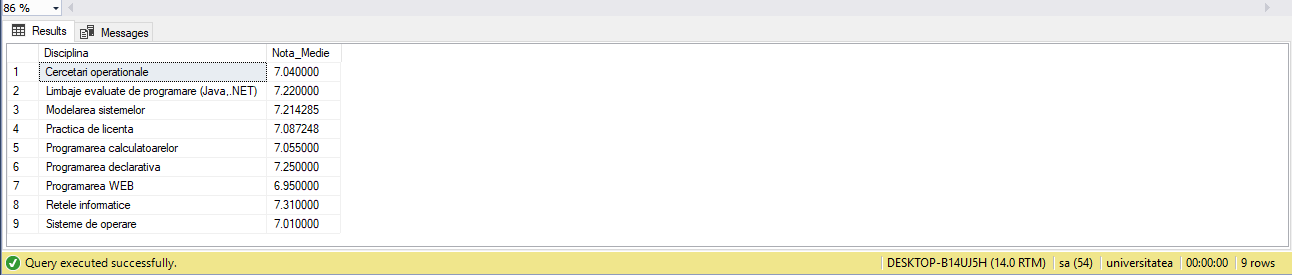 86 %
Results Messages
Disciplina Nota_Medie
1 Cercetari operationale 7.040000
2 Limbaje evaluate de programare (Java,.NET) 7.220000
3 Modelarea sistemelor 7.214285
4 Practica de licenta 7.087248
5 Programarea calculatoarelor 7.055000
6 Programarea declarativa 7.250000
7 Programarea WEB 6.950000
8 Retele informatice 7.310000
9 Sisteme de operare 7.010000
Query executed successfully. DESKTOP-B14UJ5H (14.0 RTM) sa (54) universitatea 00:00:00 9 rows